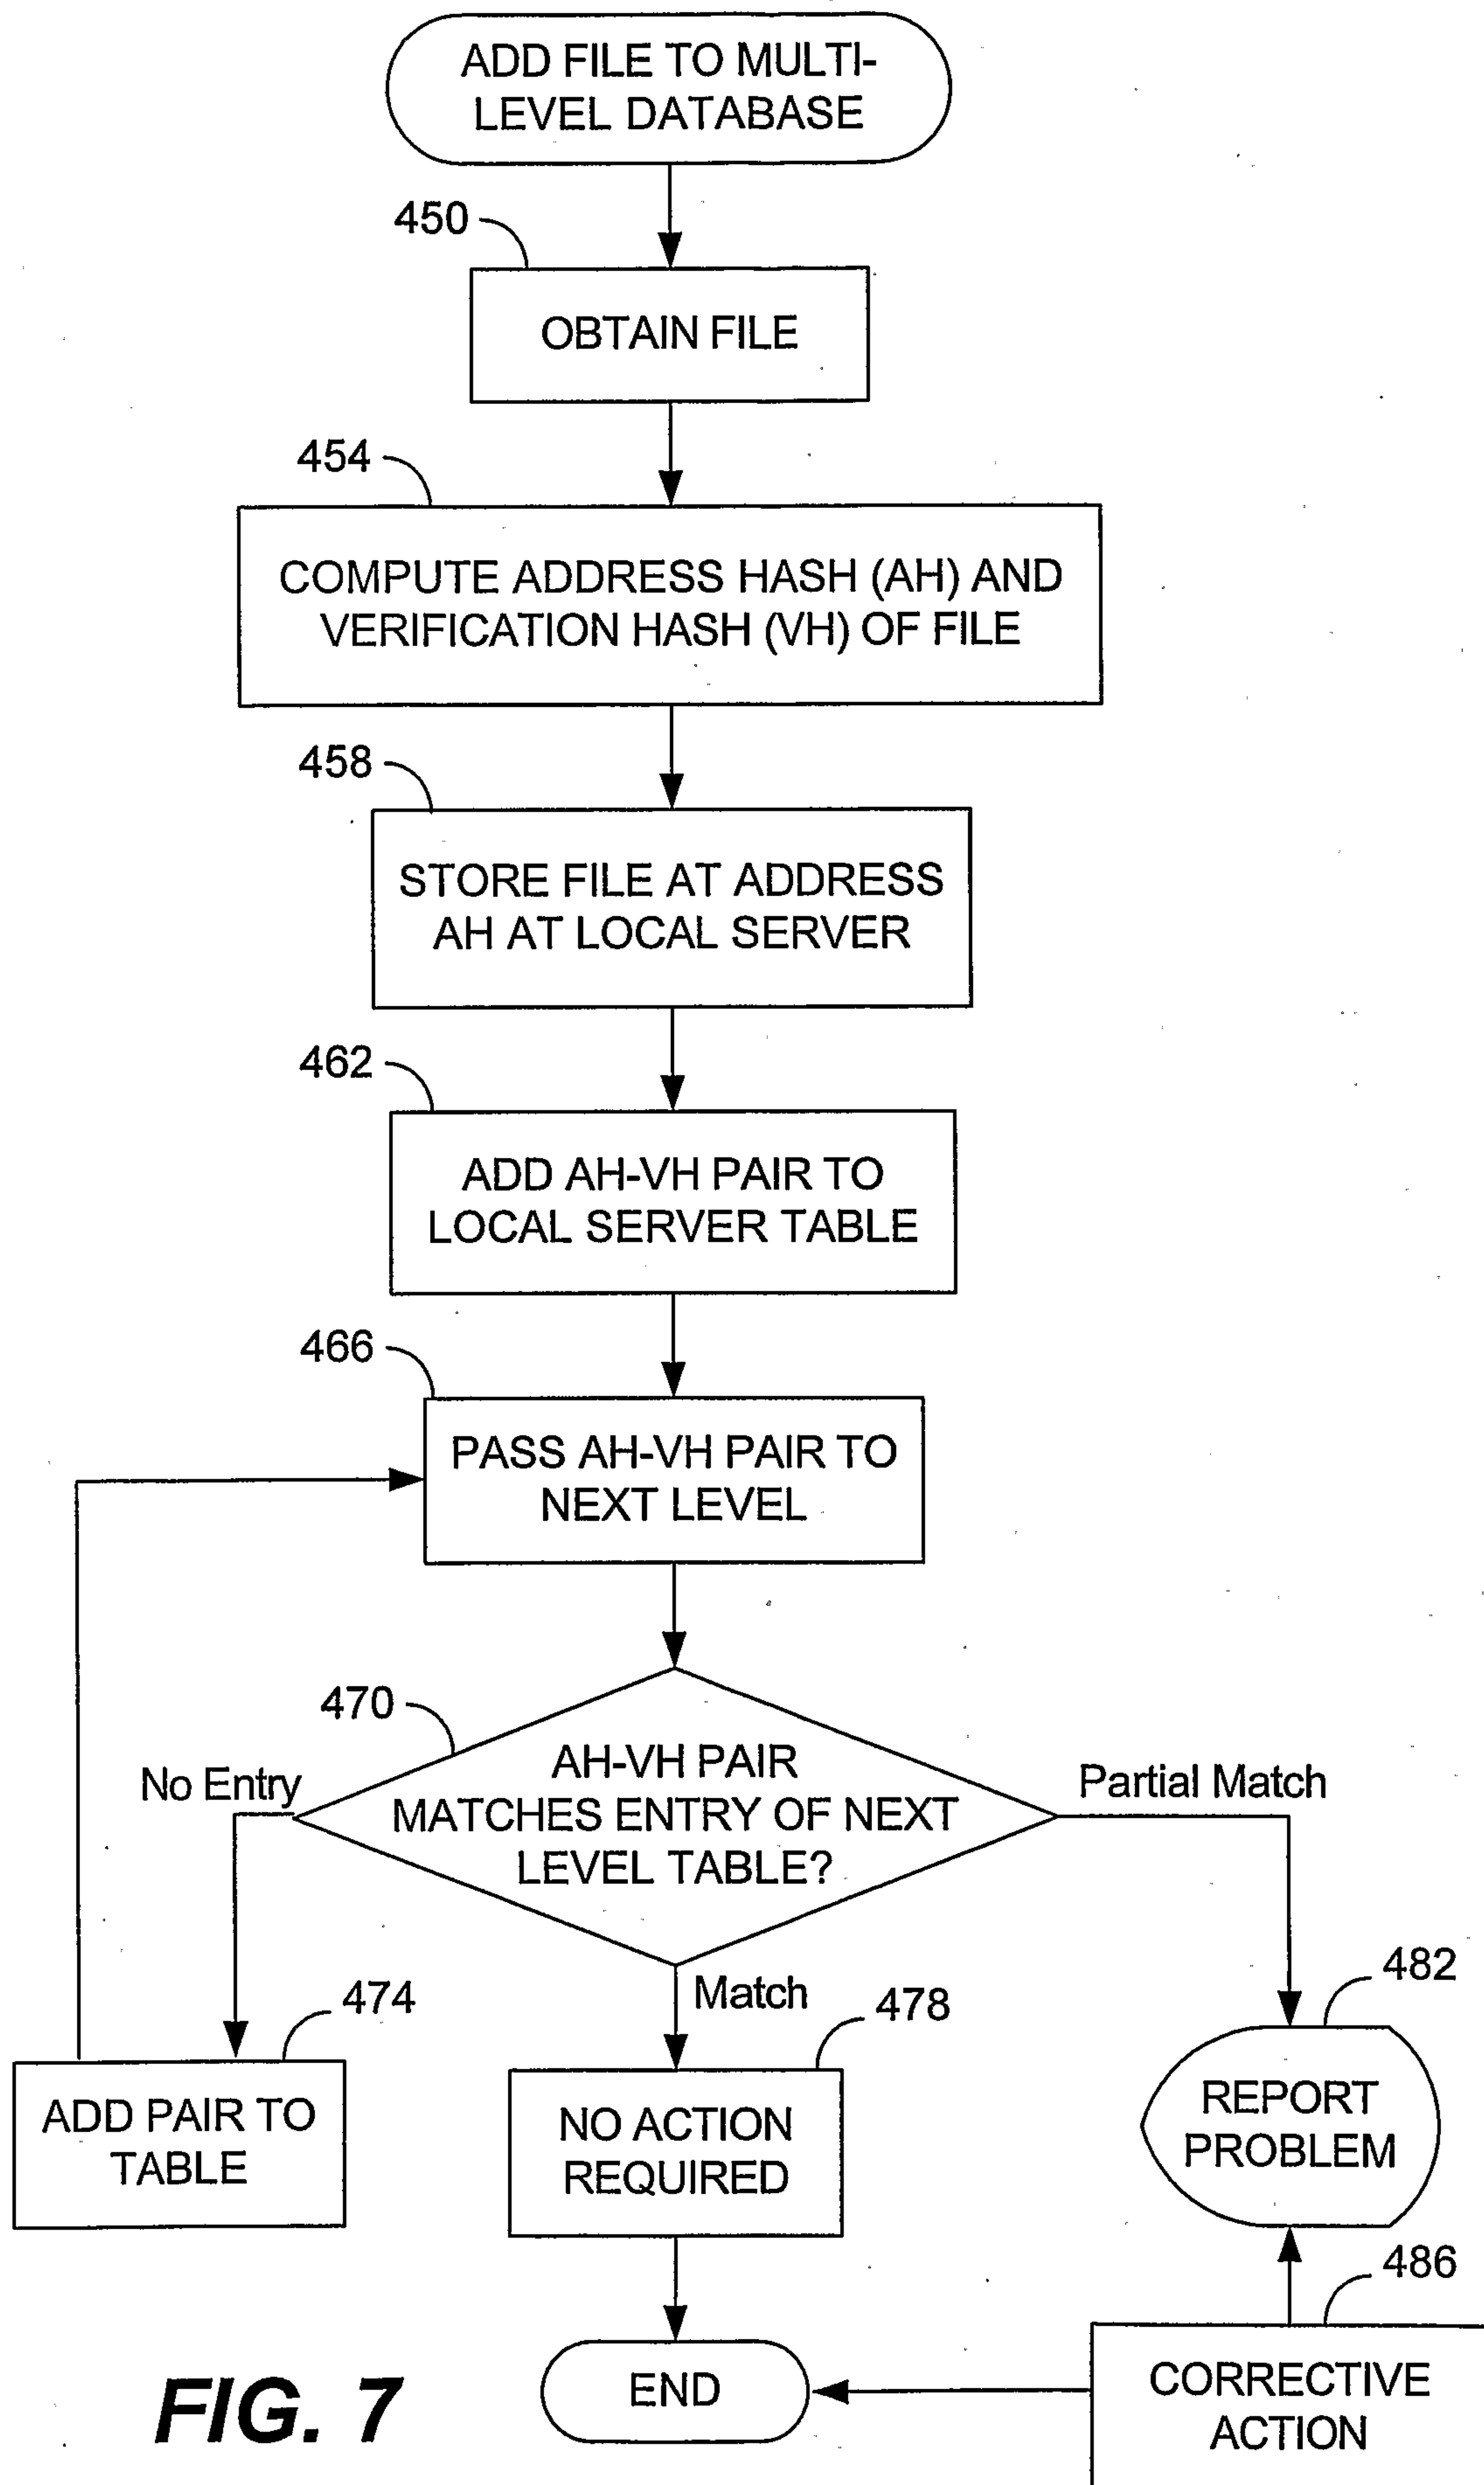 ADD FILE TO MULTI-
LEVEL DATABASE
450
OBTAIN FILE
454
COMPUTE ADDRESS HASH (AH) AND
VERIFICATION HASH (VH) OF FILE
458
STORE FILE AT ADDRESS
AH AT LOCAL SERVER
462
ADD AH-VH PAIR TO
LOCAL SERVER TABLE
466
PASS AH-VH PAIR TO
NEXT LEVEL
470
AH-VH PAIR
MATCHES ENTRY OF NEXT
LEVEL TABLE?
No Entry
Partial Match
Match
474
ADD PAIR TO
TABLE
478
NO ACTION
REQUIRED
482
REPORT
PROBLEM
486
CORRECTIVE
ACTION
END
FIG. 7